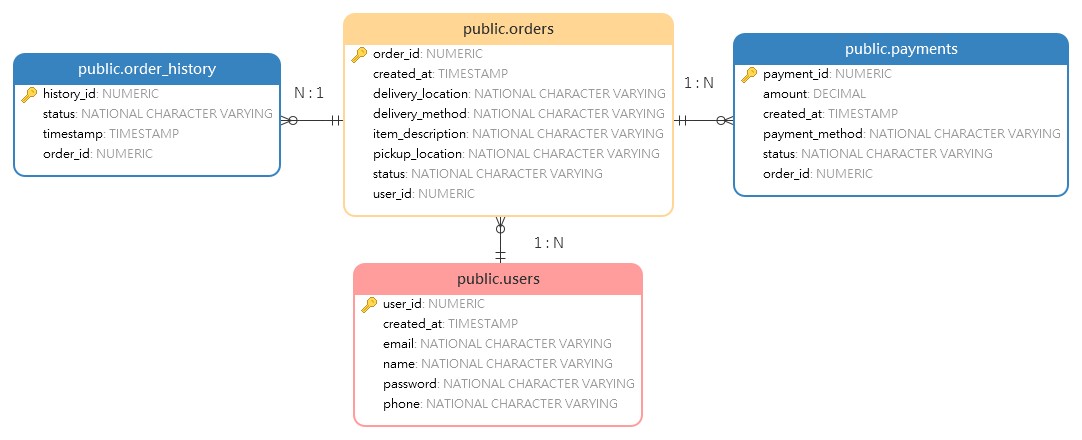 public.orders
order_id: NUMERIC
created_at: TIMESTAMP
delivery_location: NATIONAL CHARACTER VARYING
delivery_method: NATIONAL CHARACTER VARYING
item_description: NATIONAL CHARACTER VARYING
pickup_location: NATIONAL CHARACTER VARYING
status: NATIONAL CHARACTER VARYING
user_id: NUMERIC
public.order_history
history_id: NUMERIC
status: NATIONAL CHARACTER VARYING
timestamp: TIMESTAMP
order_id: NUMERIC
N : 1
1 : N
public.payments
payment_id: NUMERIC
amount: DECIMAL
created_at: TIMESTAMP
payment_method: NATIONAL CHARACTER VARYING
status: NATIONAL CHARACTER VARYING
order_id: NUMERIC
1 : N
public.users
user_id: NUMERIC
created_at: TIMESTAMP
email: NATIONAL CHARACTER VARYING
name: NATIONAL CHARACTER VARYING
password: NATIONAL CHARACTER VARYING
phone: NATIONAL CHARACTER VARYING